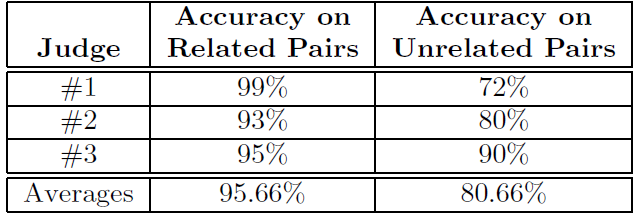 Judge Accuracy on Related Pairs Accuracy on Unrelated Pairs
#1 99% 72%
#2 93% 80%
#3 95% 90%
Averages 95.66% 80.66%